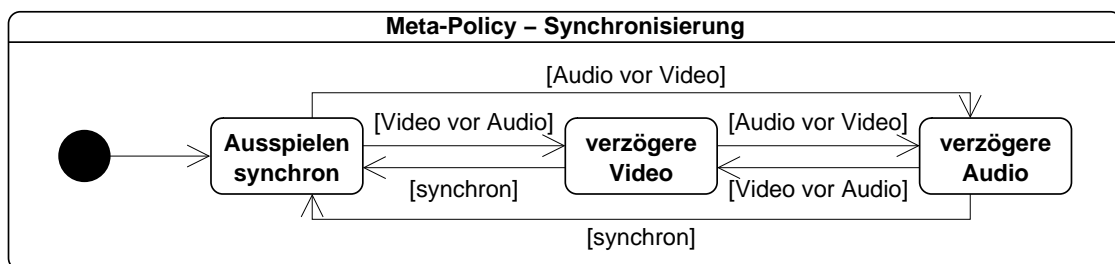 Meta-Policy – Synchronisierung
[Audio vor Video]
[Video vor Audio]
[Audio vor Video]
Ausspielen
synchron
verzögere
Video
verzögere
Audio
[synchron]
[Video vor Audio]
[synchron]